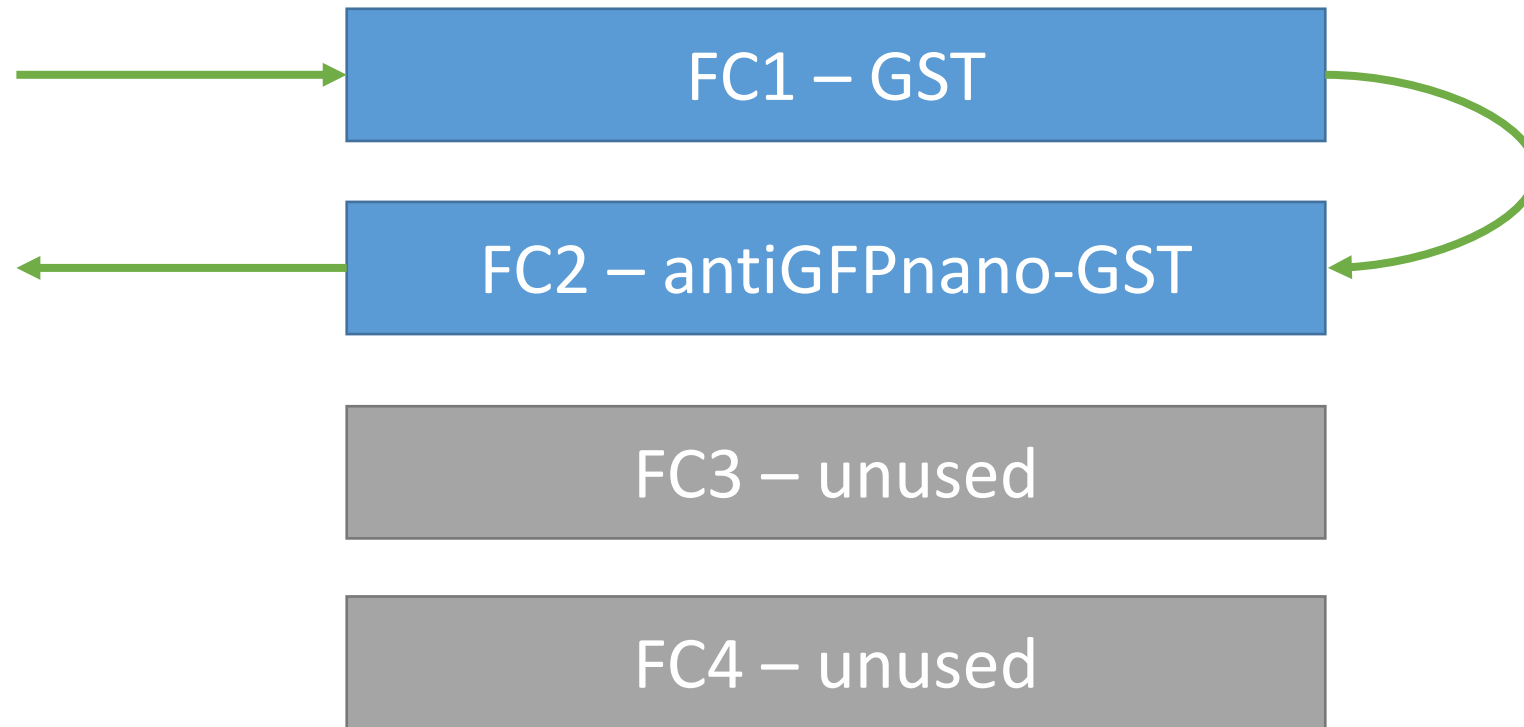 FC1 – GST
FC2 – antiGFPnano-GST
FC3 – unused
FC4 – unused